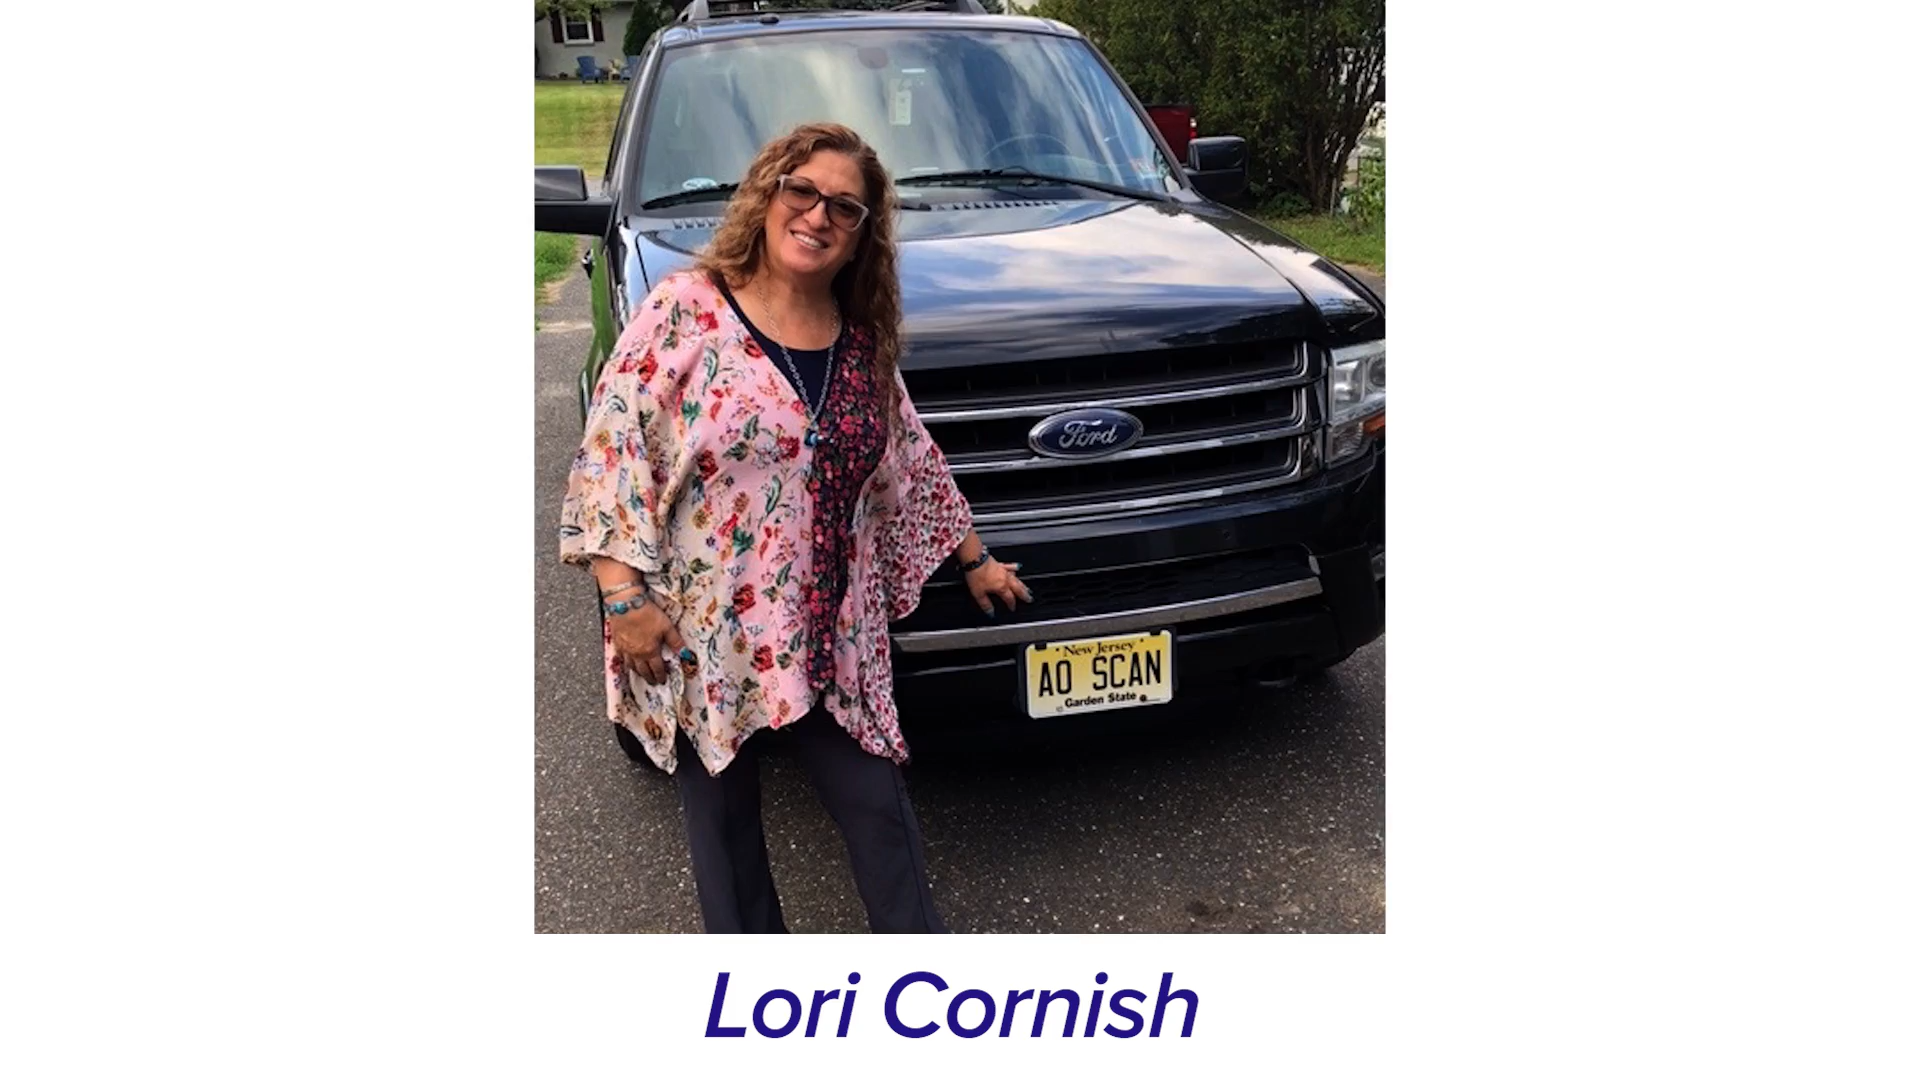 Ford
New Jersey
AO SCAN
Garden State
Lori Cornish